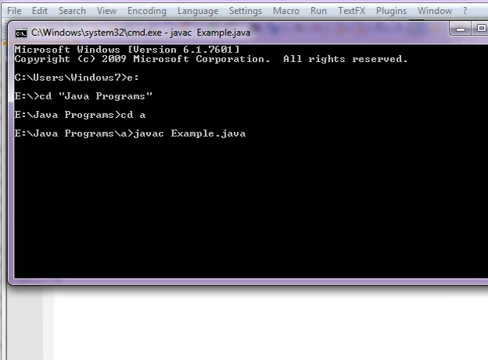 File Edit Search View Encoding Language Settings Macro Run TextFX Plugins Window ?
C:\Windows\system32\cmd.exe - javac Example.java
Microsoft Windows [Version 6.1.7601]
Copyright (c) 2009 Microsoft Corporation.  All rights reserved.
C:\Users\Windows7>e:
E:\>cd "Java Programs"
E:\Java Programs>cd a
E:\Java Programs\a>javac Example.java